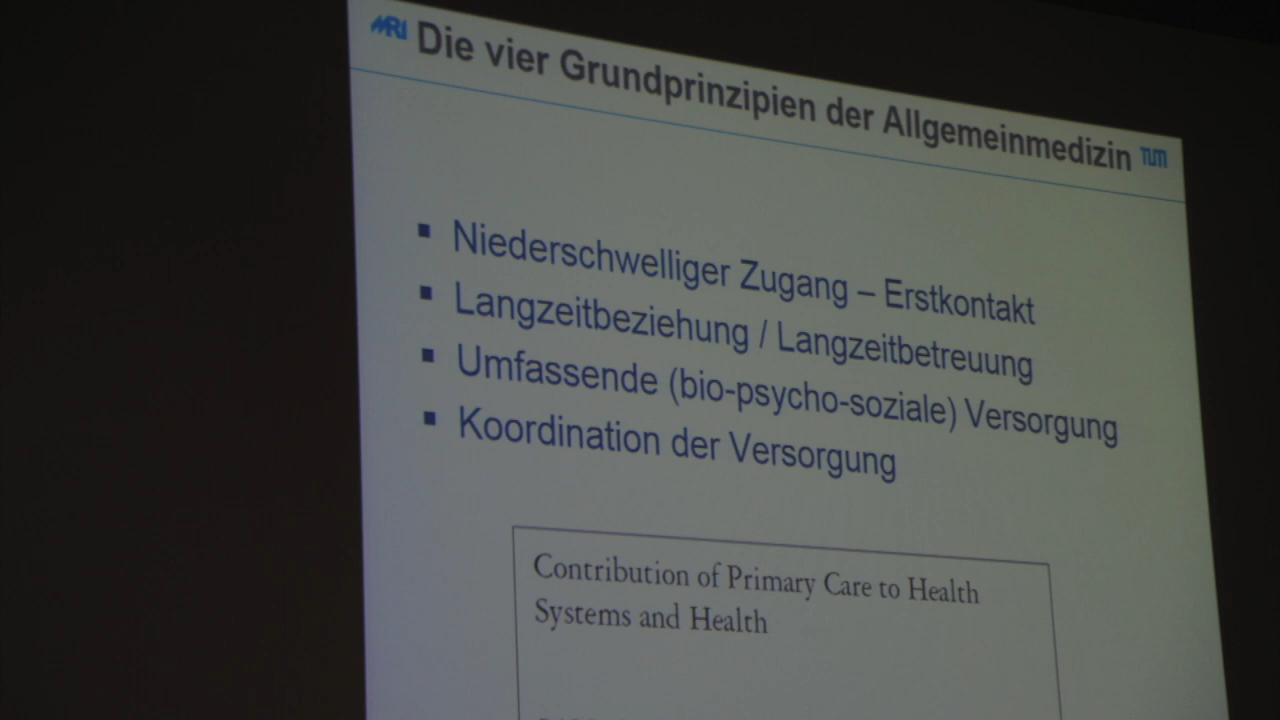 MRI Die vier Grundprinzipien der Allgemeinmedizin TUM
▪ Niederschwelliger Zugang – Erstkontakt
▪ Langzeitbeziehung / Langzeitbetreuung
▪ Umfassende (bio-psycho-soziale) Versorgung
▪ Koordination der Versorgung
Contribution of Primary Care to Health
Systems and Health